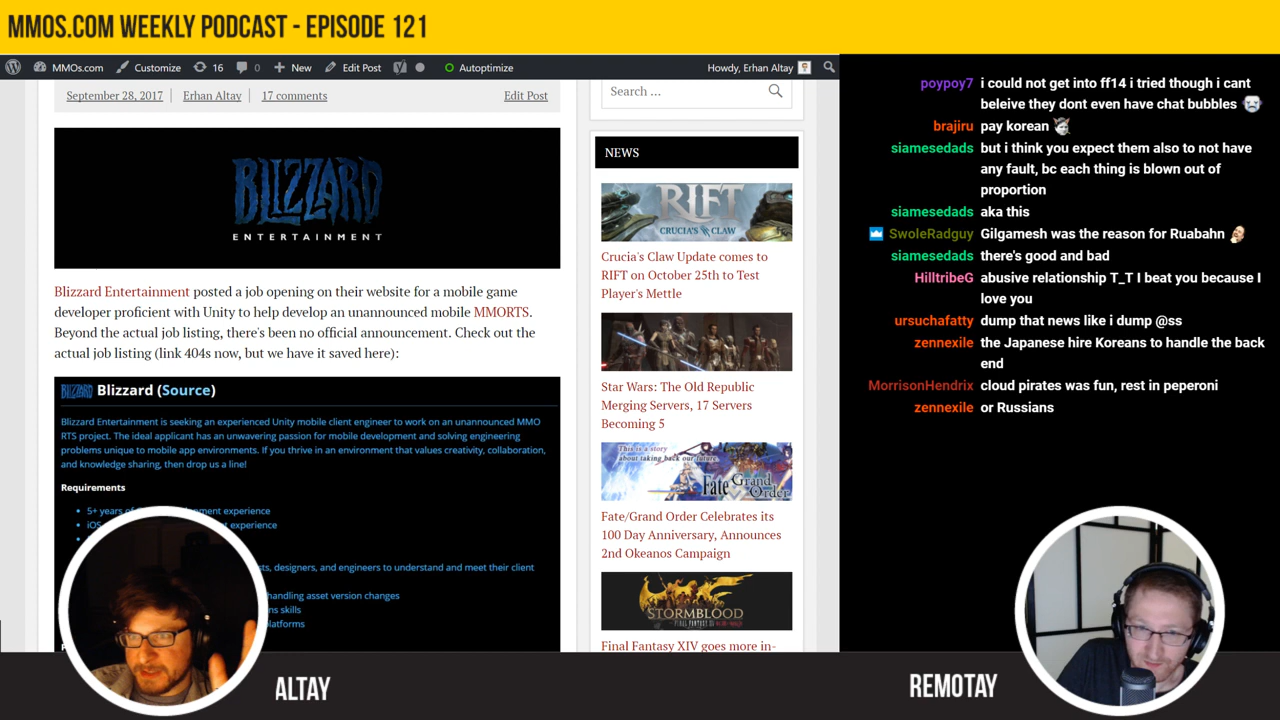 MMOS.COM WEEKLY PODCAST - EPISODE 121
MMOs.com Customize 16 0 New Edit Post Autoptimize Howdy, Erhan Altay
September 28, 2017 Erhan Altay 17 comments Edit Post
BLIZZARD
ENTERTAINMENT
Blizzard Entertainment posted a job opening on their website for a mobile game
developer proficient with Unity to help develop an unannounced mobile MMORTS.
Beyond the actual job listing, there's been no official announcement. Check out the
actual job listing (link 404s now, but we have it saved here):
BLIZZARD Blizzard (Source)
Blizzard Entertainment is seeking an experienced Unity mobile client engineer to work on an unannounced MMO
RTS project. The ideal applicant has an unwavering passion for mobile development and solving engineering
problems unique to mobile app environments. If you thrive in an environment that values creativity, collaboration,
and knowledge sharing, then drop us a line!
Requirements
5+ years of experience
experience
designers, and engineers to understand and meet their client
handling asset version changes
skills
Search …
NEWS
RIFT
CRUCIA'S CLAW
Crucia's Claw Update comes to
RIFT on October 25th to Test
Player's Mettle
Star Wars: The Old Republic
Merging Servers, 17 Servers
Becoming 5
This is a story
about taking back our future.
Fate Grand Order
Fate/Grand Order Celebrates its
100 Day Anniversary, Announces
2nd Okeanos Campaign
STORMBLOOD
FINAL FANTASY XIV
Final Fantasy XIV goes more in-
poypoy7 i could not get into ff14 i tried though i cant
beleive they dont even have chat bubbles
brajiru pay korean
siamesedads but i think you expect them also to not have
any fault, bc each thing is blown out of
proportion
siamesedads aka this
SwoleRadguy Gilgamesh was the reason for Ruabahn
siamesedads there's good and bad
HilltribeG abusive relationship T_T I beat you because I
love you
ursuchafatty dump that news like i dump @ss
zennexile the Japanese hire Koreans to handle the back
end
MorrisonHendrix cloud pirates was fun, rest in peperoni
zennexile or Russians
ALTAY
REMOTAY